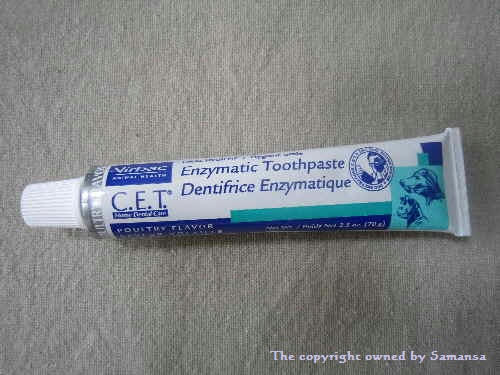 Virbac
ANIMAL HEALTH
C.E.T.®
Home Dental Care
POULTRY FLAVOR
Enzymatic Toothpaste
Dentifrice Enzymatique
Net Wt. / Poids Net 2.5 oz. (70 g)
The copyright owned by Samansa